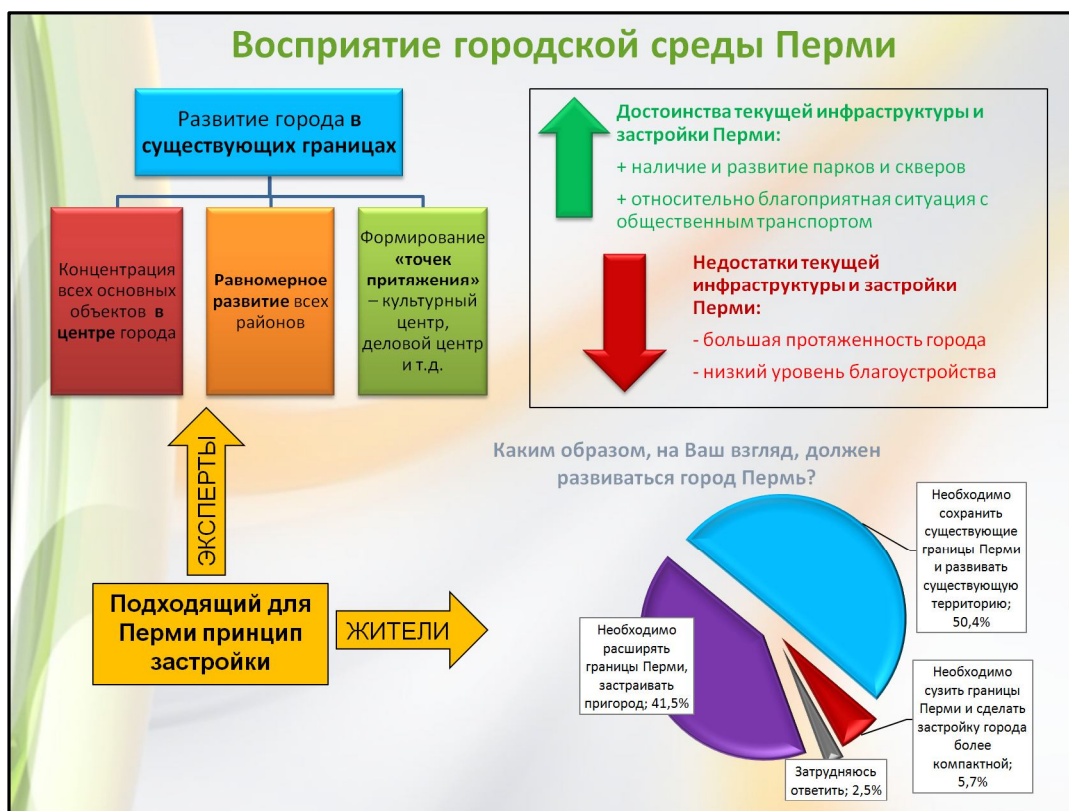 Восприятие городской среды Перми
Развитие города в
существующих границах
Концентрация
всех основных
объектов в
центре города
Равномерное
развитие всех
районов
Формирование
«точек
притяжения»
– культурный
центр,
деловой центр
и т.д.
Достоинства текущей инфраструктуры и
застройки Перми:
+ наличие и развитие парков и скверов
+ относительно благоприятная ситуация с
общественным транспортом
Недостатки текущей
инфраструктуры и застройки
Перми:
- большая протяженность города
- низкий уровень благоустройства
ЭКСПЕРТЫ
Подходящий для
Перми принцип
застройки
ЖИТЕЛИ
Каким образом, на Ваш взгляд, должен
развиваться город Пермь?
Необходимо
сохранить
существующие
границы Перми
и развивать
существующую
территорию;
50,4%
Необходимо
расширять
границы Перми,
застраивать
пригород; 41,5%
Необходимо
сузить границы
Перми и сделать
застройку города
более
компактной;
5,7%
Затрудняюсь
ответить; 2,5%